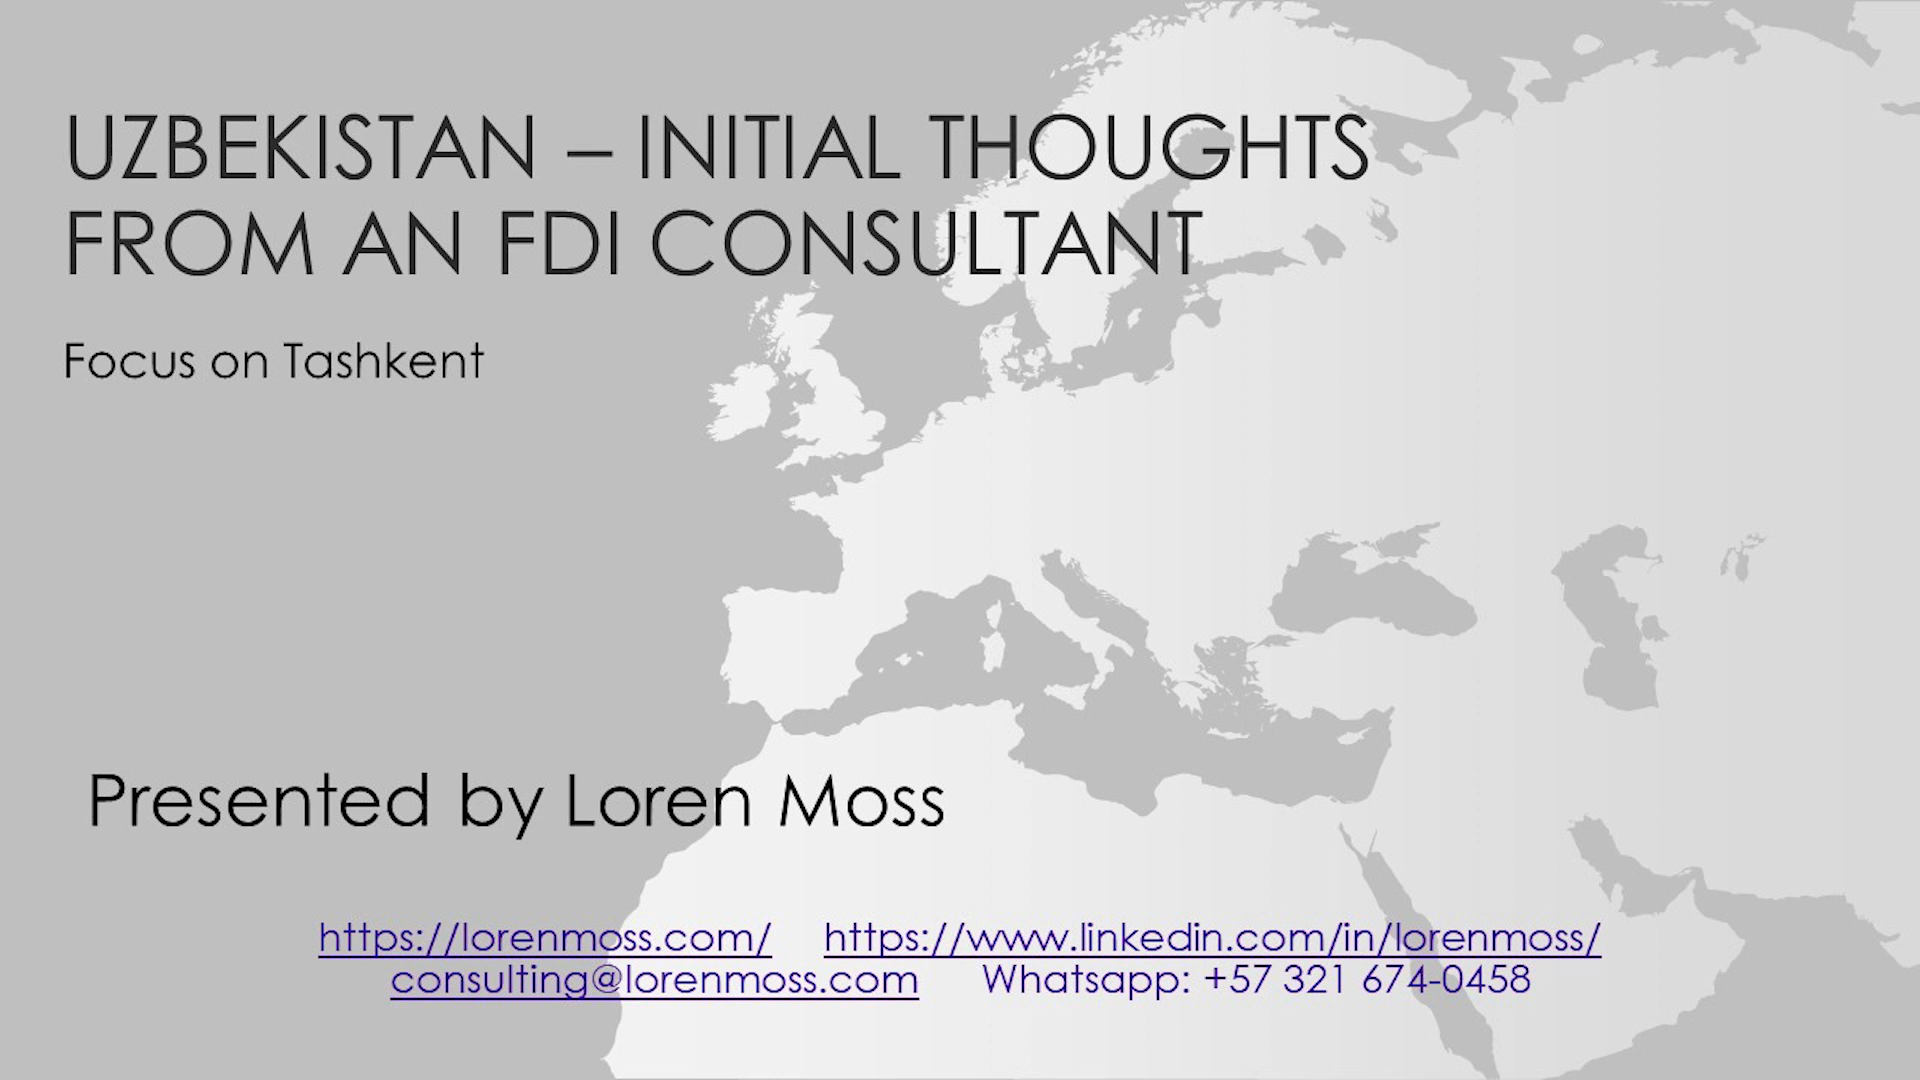 UZBEKISTAN – INITIAL THOUGHTS
FROM AN FDI CONSULTANT
Focus on Tashkent
Presented by Loren Moss
https://lorenmoss.com/ https://www.linkedin.com/in/lorenmoss/
consulting@lorenmoss.com Whatsapp: +57 321 674-0458